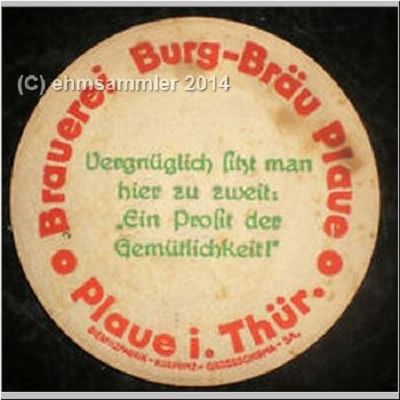 (C) ehmsammler 2014
Brauerei Burg-Bräu Plaue
Vergnüglich sitzt man
hier zu zweit:
„Ein Prosit der
Gemütlichkeit!"
Plaue i. Thür.